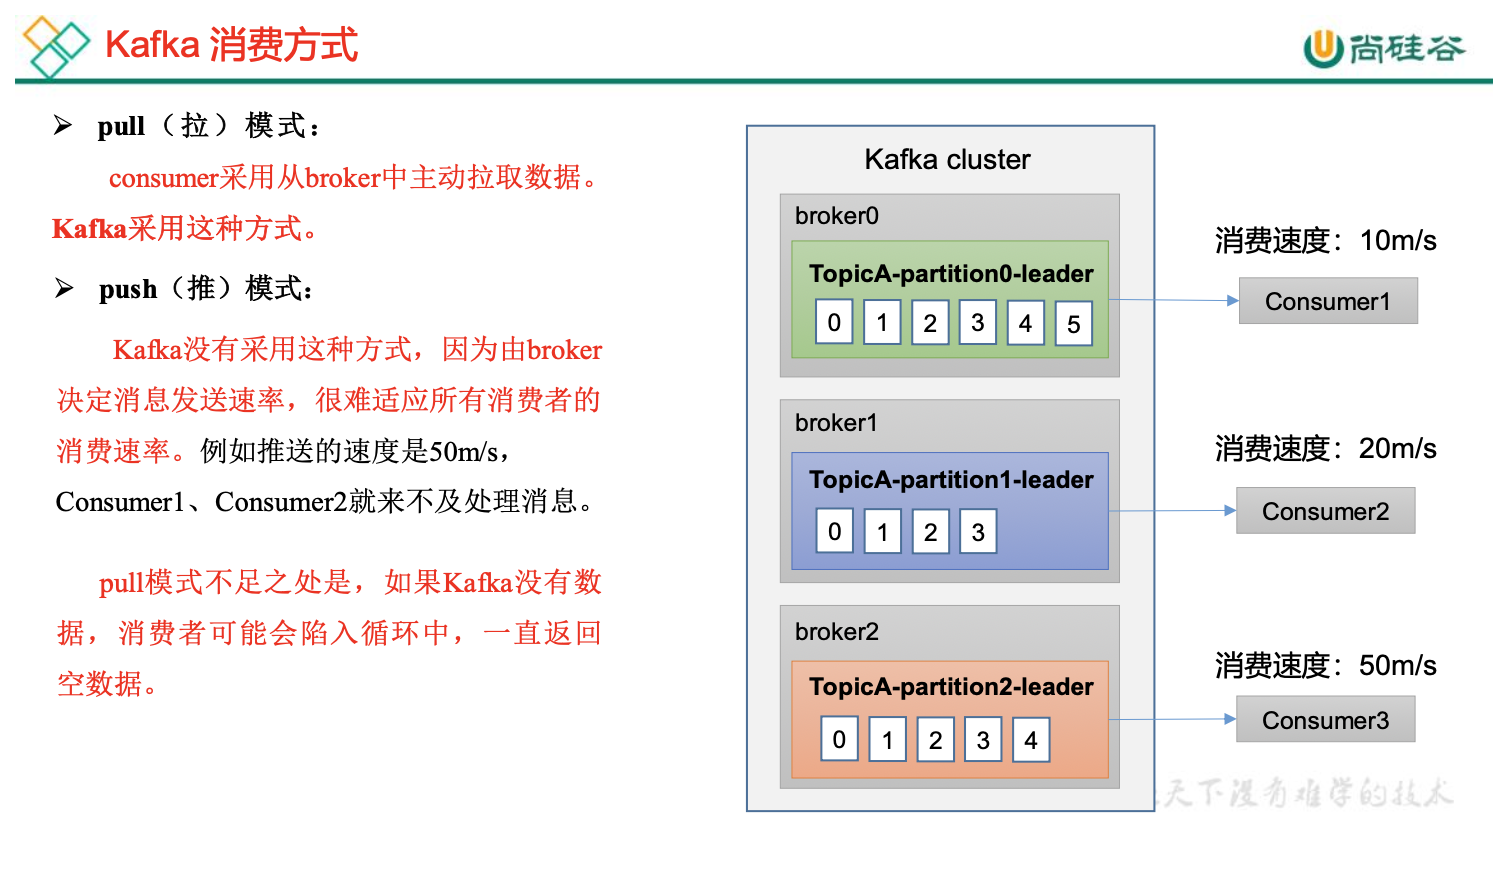 Kafka 消费方式
尚硅谷
➢ pull（拉）模式：
consumer采用从broker中主动拉取数据。
Kafka采用这种方式。
➢ push（推）模式：
Kafka没有采用这种方式，因为由broker
决定消息发送速率，很难适应所有消费者的
消费速率。例如推送的速度是50m/s，
Consumer1、Consumer2就来不及处理消息。
pull模式不足之处是，如果Kafka没有数
据，消费者可能会陷入循环中，一直返回
空数据。
Kafka cluster
broker0
TopicA-partition0-leader
0 1 2 3 4 5
消费速度：10m/s
Consumer1
broker1
TopicA-partition1-leader
0 1 2 3
消费速度：20m/s
Consumer2
broker2
TopicA-partition2-leader
0 1 2 3 4
消费速度：50m/s
Consumer3
天下没有难学的技术